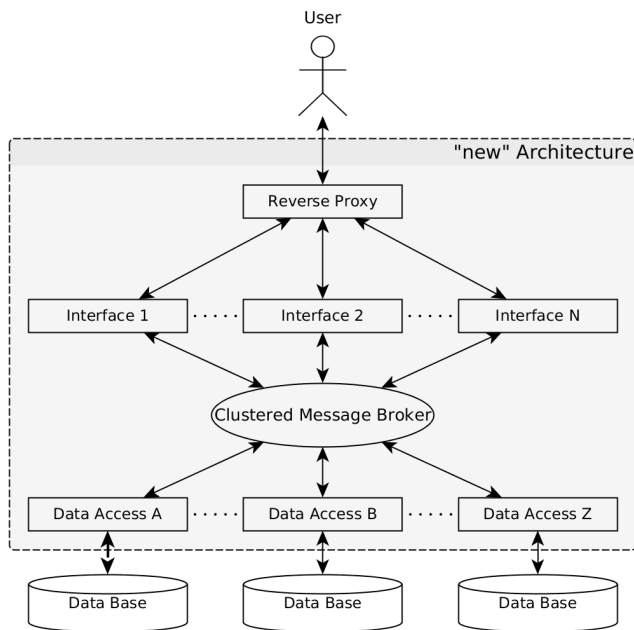 User
"new" Architecture
Reverse Proxy
Interface 1 ..... Interface 2 ..... Interface N
Clustered Message Broker
Data Access A ..... Data Access B ..... Data Access Z
Data Base Data Base Data Base